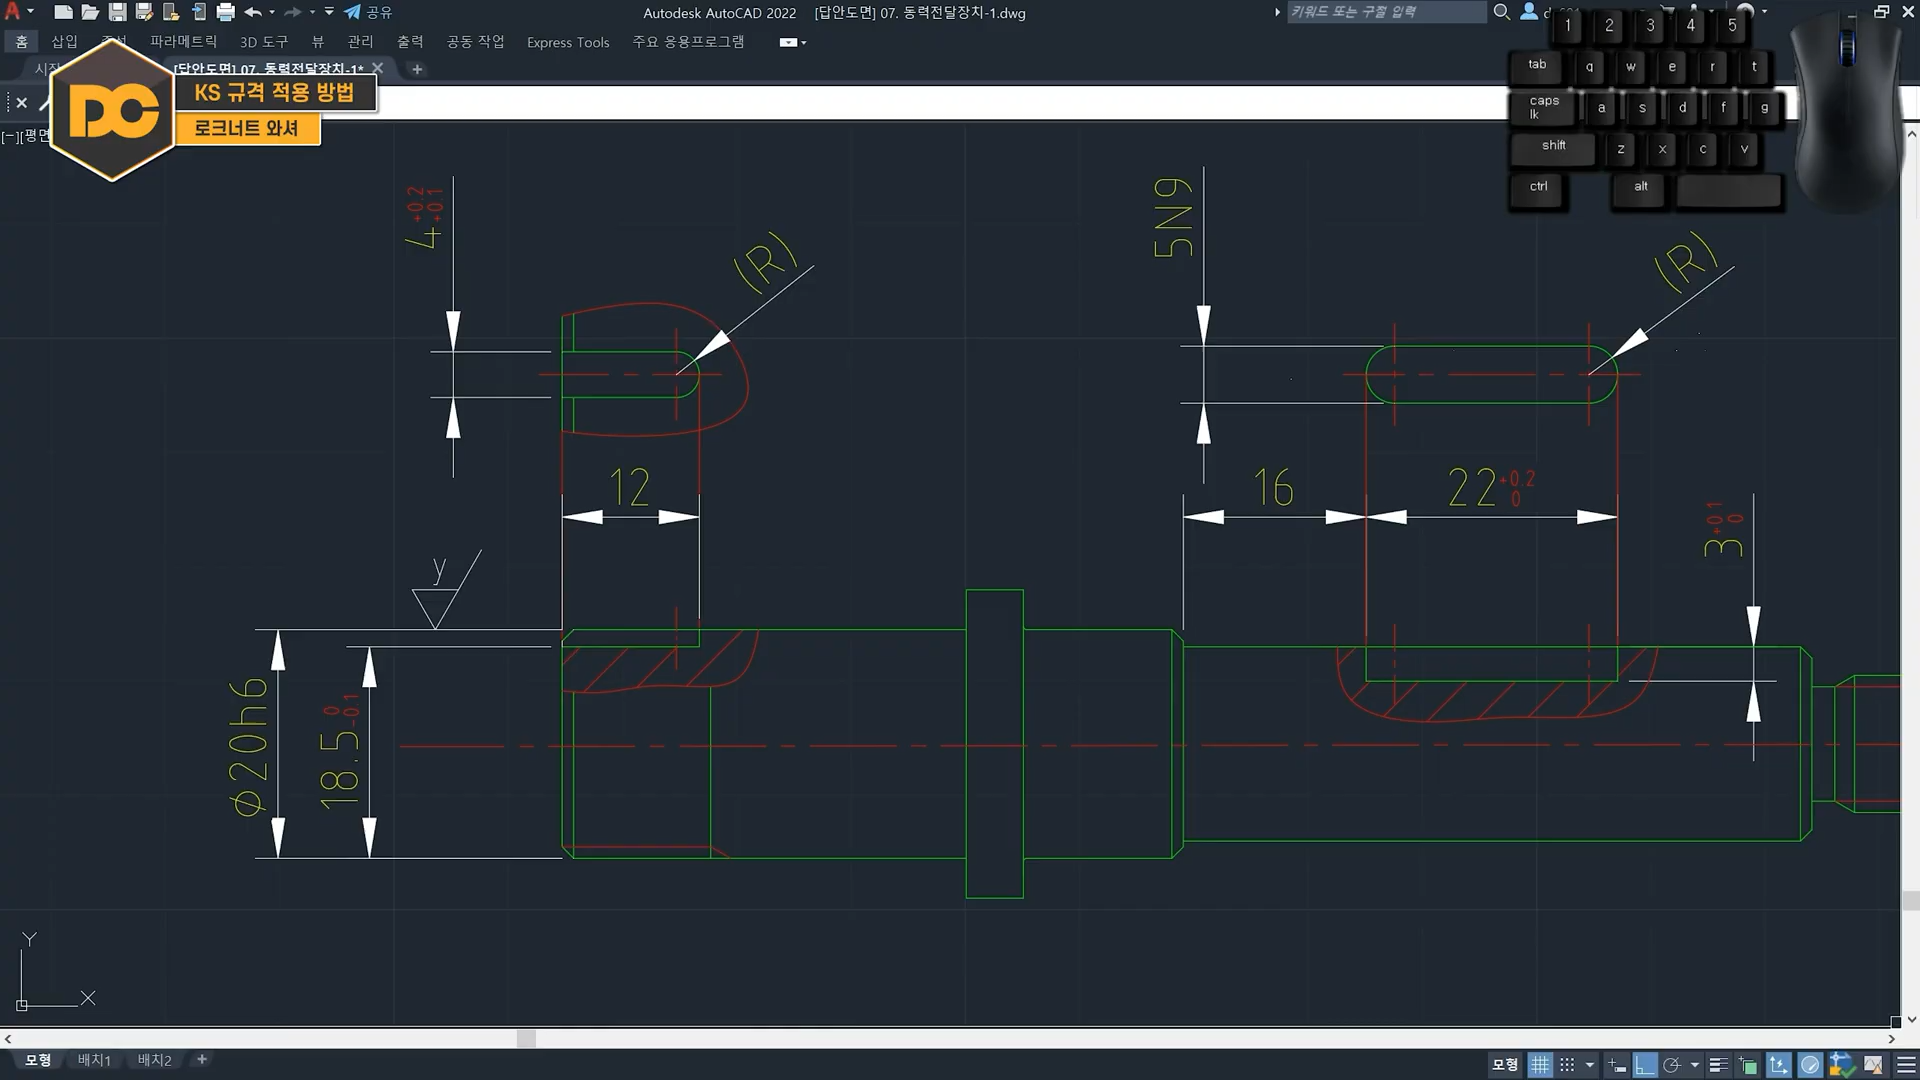 공유
Autodesk AutoCAD 2022
[답안도면] 07. 동력전달장치-1.dwg
키워드 또는 구절 입력
홈
삽입
파라메트릭
3D 도구
뷰
관리
출력
공동 작업
Express Tools
주요 응용프로그램
[답안도면] 07. 동력전달장치-1*
DC
KS 규격 적용 방법
로크너트 와셔
1
2
3
4
5
tab
q
w
e
r
t
caps lk
a
s
d
f
g
shift
z
x
c
v
ctrl
alt
4 +0.2 +0.1
(R)
5N9
(R)
12
16
22 +0.2 0
3 +0.1 0
y
ϕ20h6
18.5 0 -0.1
Y
X
모형
배치1
배치2
모형